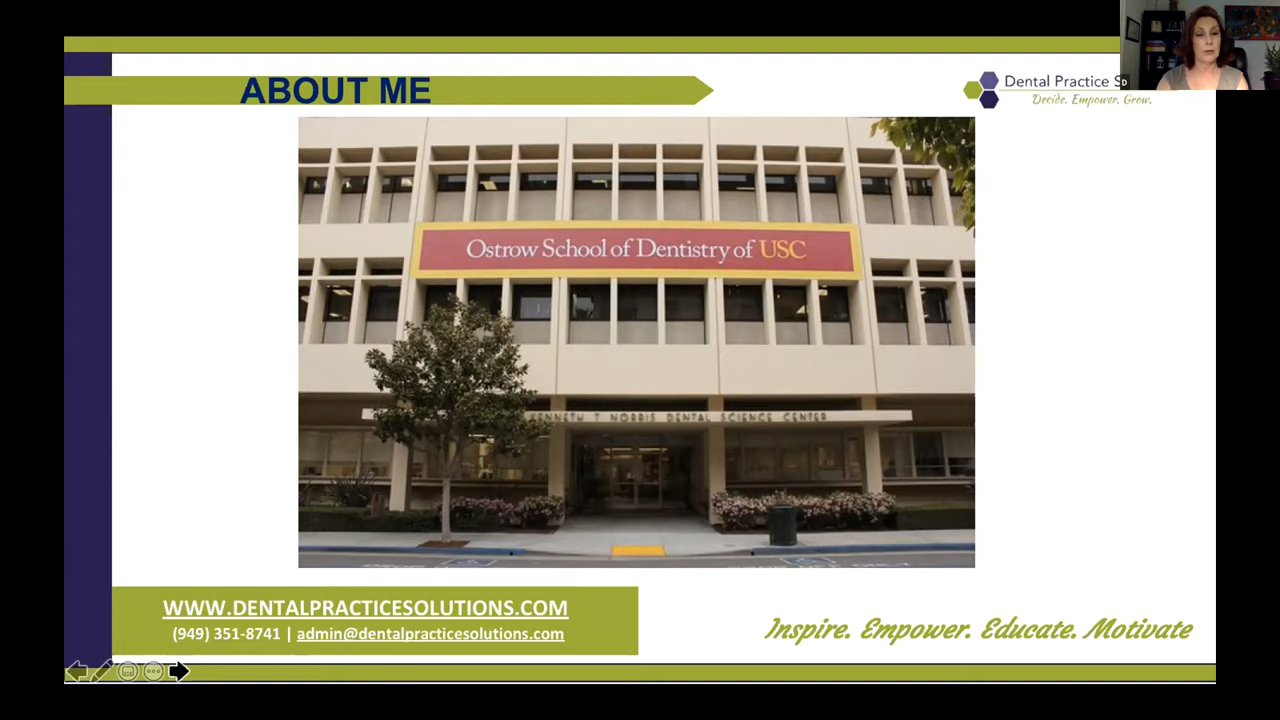 ABOUT ME
Dental Practice S
Decide. Empower. Grow.
Ostrow School of Dentistry of USC
KENNETH T NORRIS DENTAL SCIENCE CENTER
WWW.DENTALPRACTICESOLUTIONS.COM
(949) 351-8741 | admin@dentalpracticesolutions.com
Inspire. Empower. Educate. Motivate